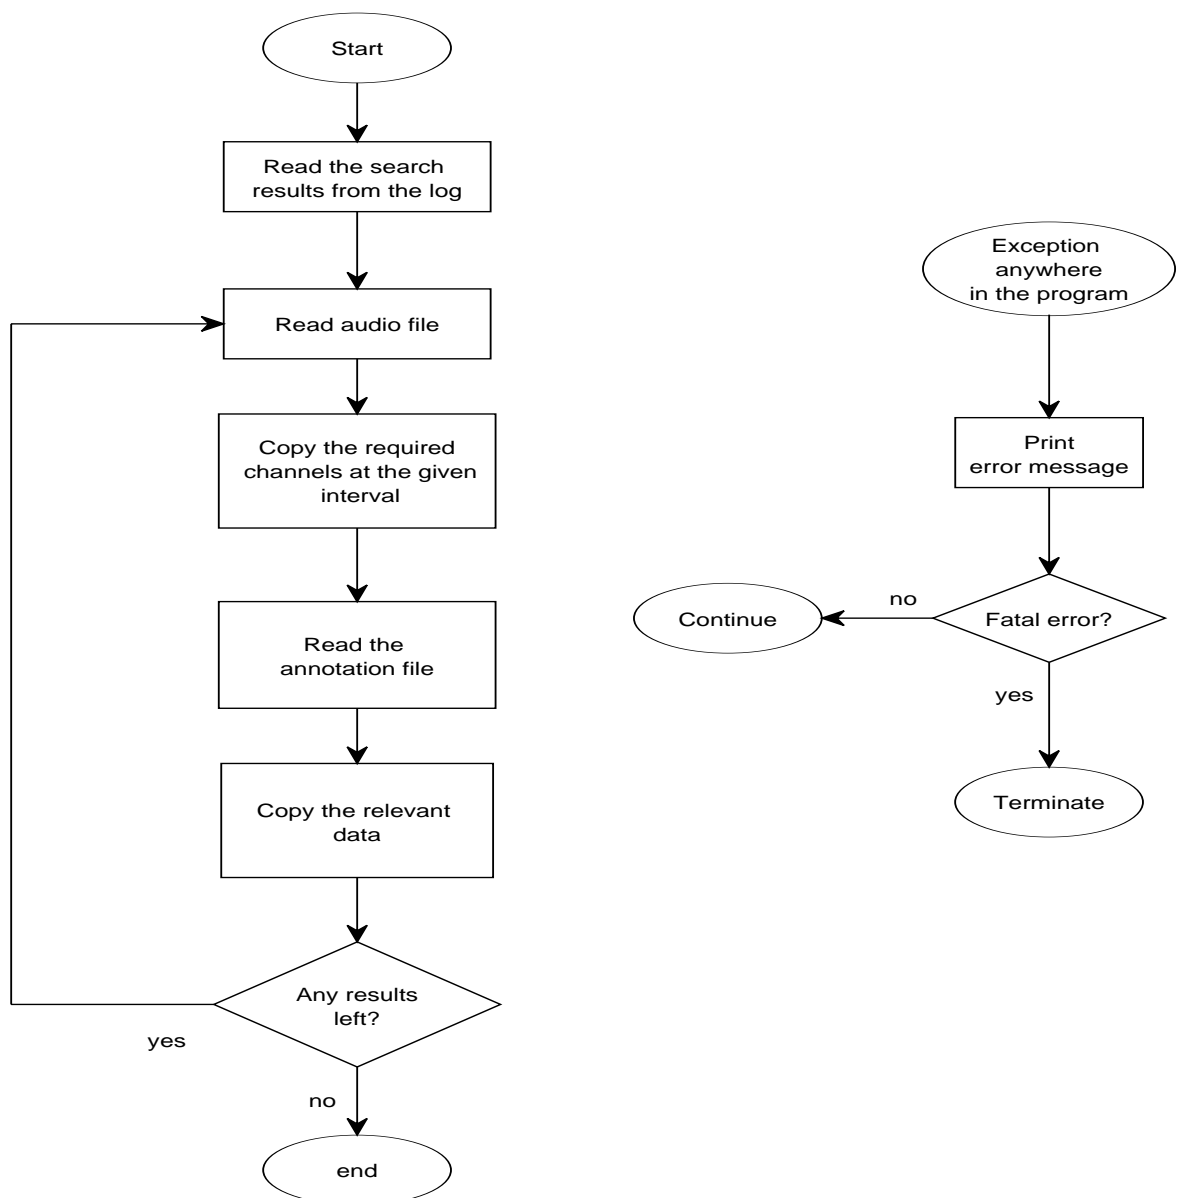 Start
Read the search
results from the log
Read audio file
Copy the required
channels at the given
interval
Read the
annotation file
Copy the relevant
data
Any results
left?
yes
no
end
Exception
anywhere
in the program
Print
error message
Fatal error?
no
Continue
yes
Terminate